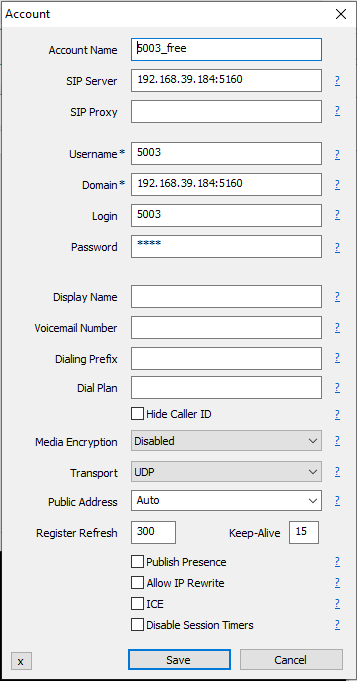 Account
Account Name 5003_free
SIP Server 192.168.39.184:5160 ?
SIP Proxy ?
Username * 5003 ?
Domain * 192.168.39.184:5160 ?
Login 5003 ?
Password **** ?
Display Name ?
Voicemail Number ?
Dialing Prefix ?
Dial Plan ?
Hide Caller ID ?
Media Encryption Disabled ?
Transport UDP ?
Public Address Auto ?
Register Refresh 300 Keep-Alive 15 ?
Publish Presence ?
Allow IP Rewrite ?
ICE ?
Disable Session Timers ?
x Save Cancel